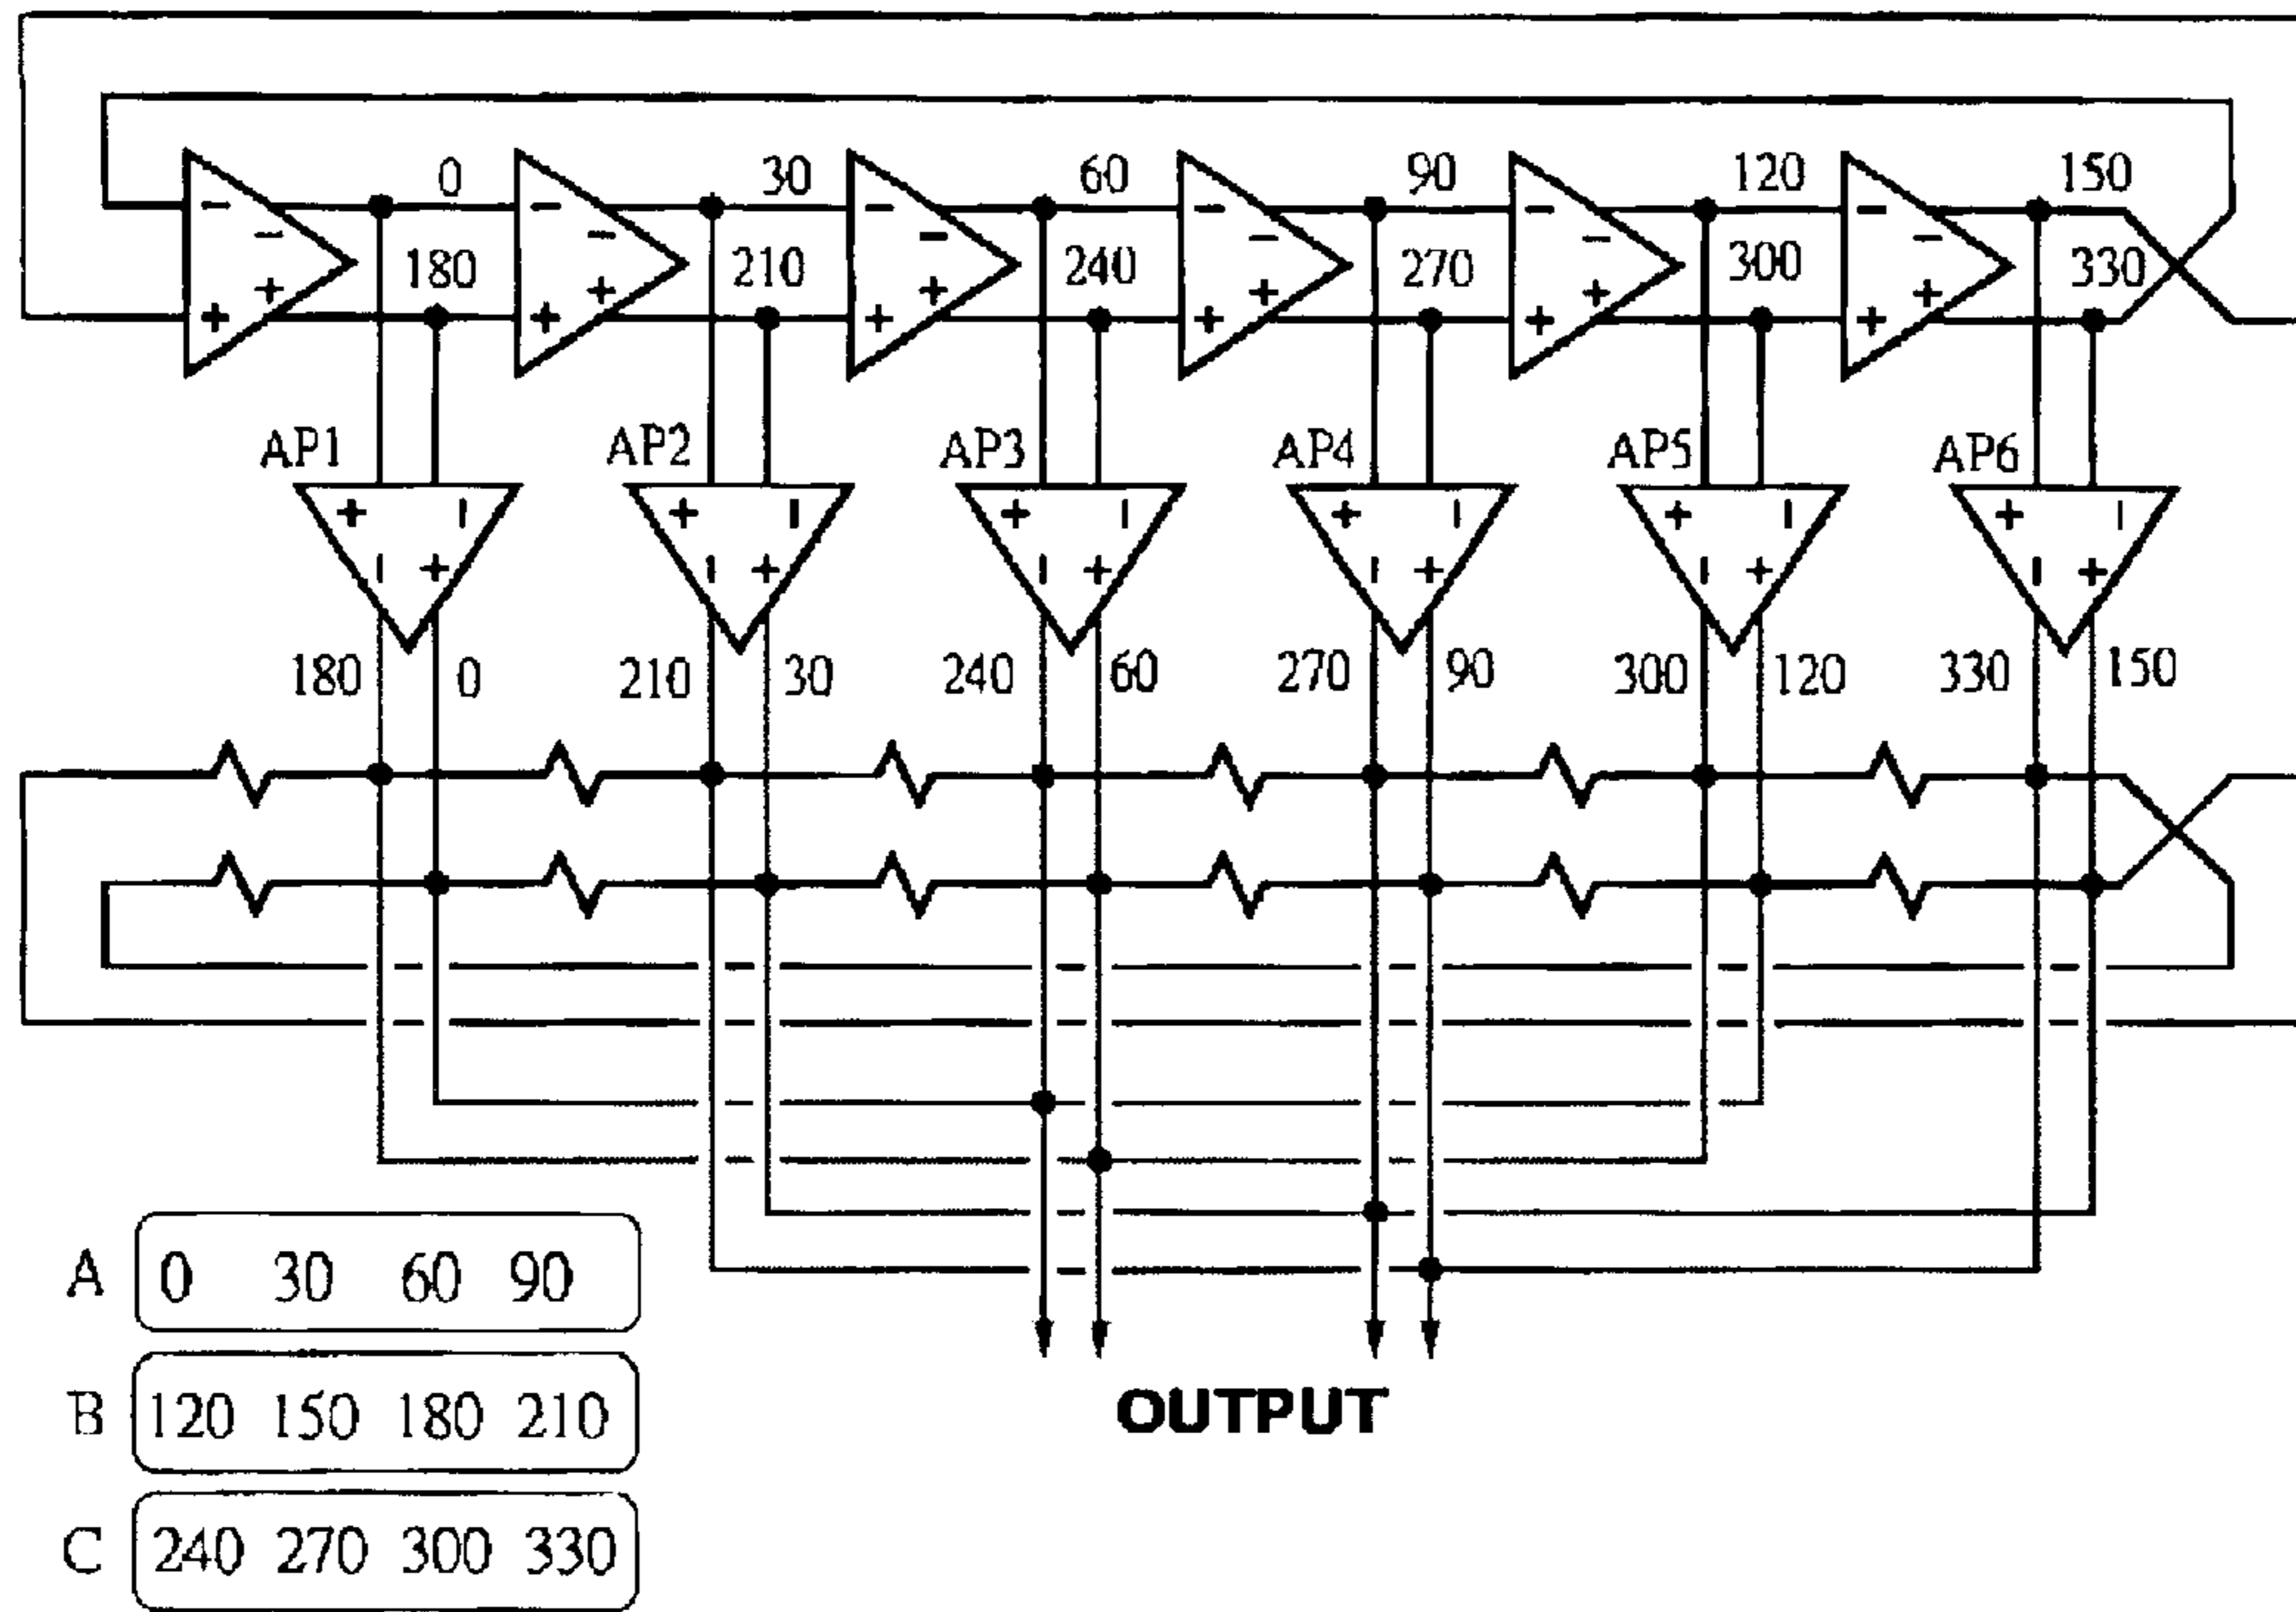 0 30 60 90 120 150
- - - - - -
- - - - - -
180 210 240 270 300 330
+ + + + + +
+ + + + + +
AP1 AP2 AP3 AP4 AP5 AP6
+ - + - + - + - + - + -
- + - + - + - + - + - +
180 0 210 30 240 60 270 90 300 120 330 150
A 0 30 60 90
OUTPUT
B 120 150 180 210
C 240 270 300 330